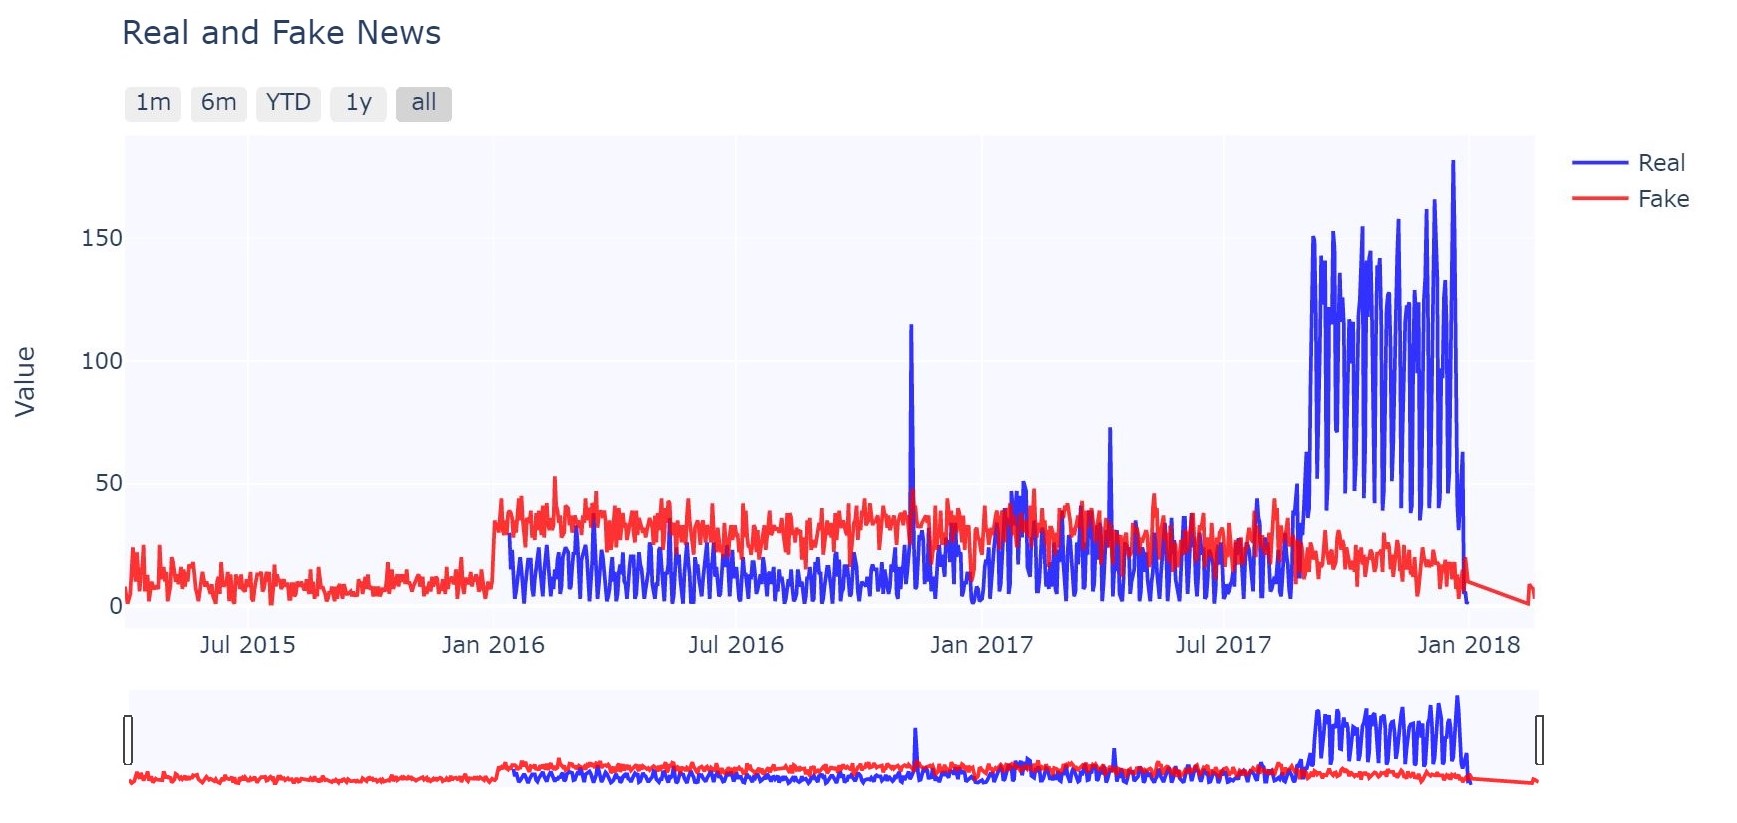 Real and Fake News
1m 6m YTD 1y all
Real
Fake
150
100
50
0
Value
Jul 2015 Jan 2016 Jul 2016 Jan 2017 Jul 2017 Jan 2018